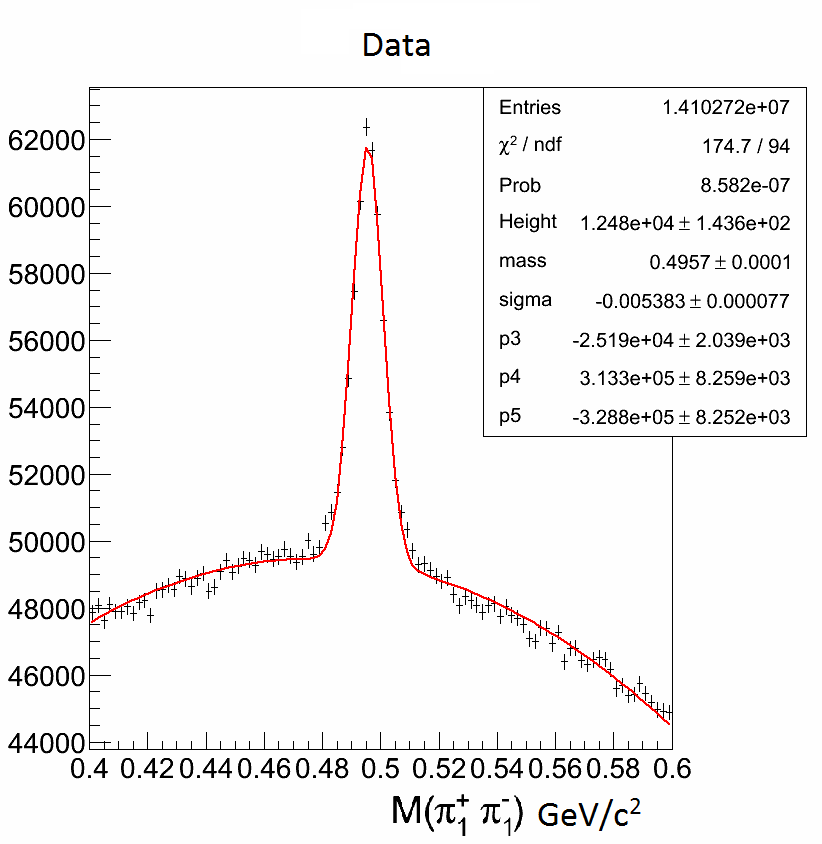 Data
Entries 1.410272e+07
χ² / ndf 174.7 / 94
Prob 8.582e-07
Height 1.248e+04 ± 1.436e+02
mass 0.4957 ± 0.0001
sigma -0.005383 ± 0.000077
p3 -2.519e+04 ± 2.039e+03
p4 3.133e+05 ± 8.259e+03
p5 -3.288e+05 ± 8.252e+03
62000
60000
58000
56000
54000
52000
50000
48000
46000
44000
0.4 0.42 0.44 0.46 0.48 0.5 0.52 0.54 0.56 0.58 0.6
M(π₁⁺ π₁⁻) GeV/c²